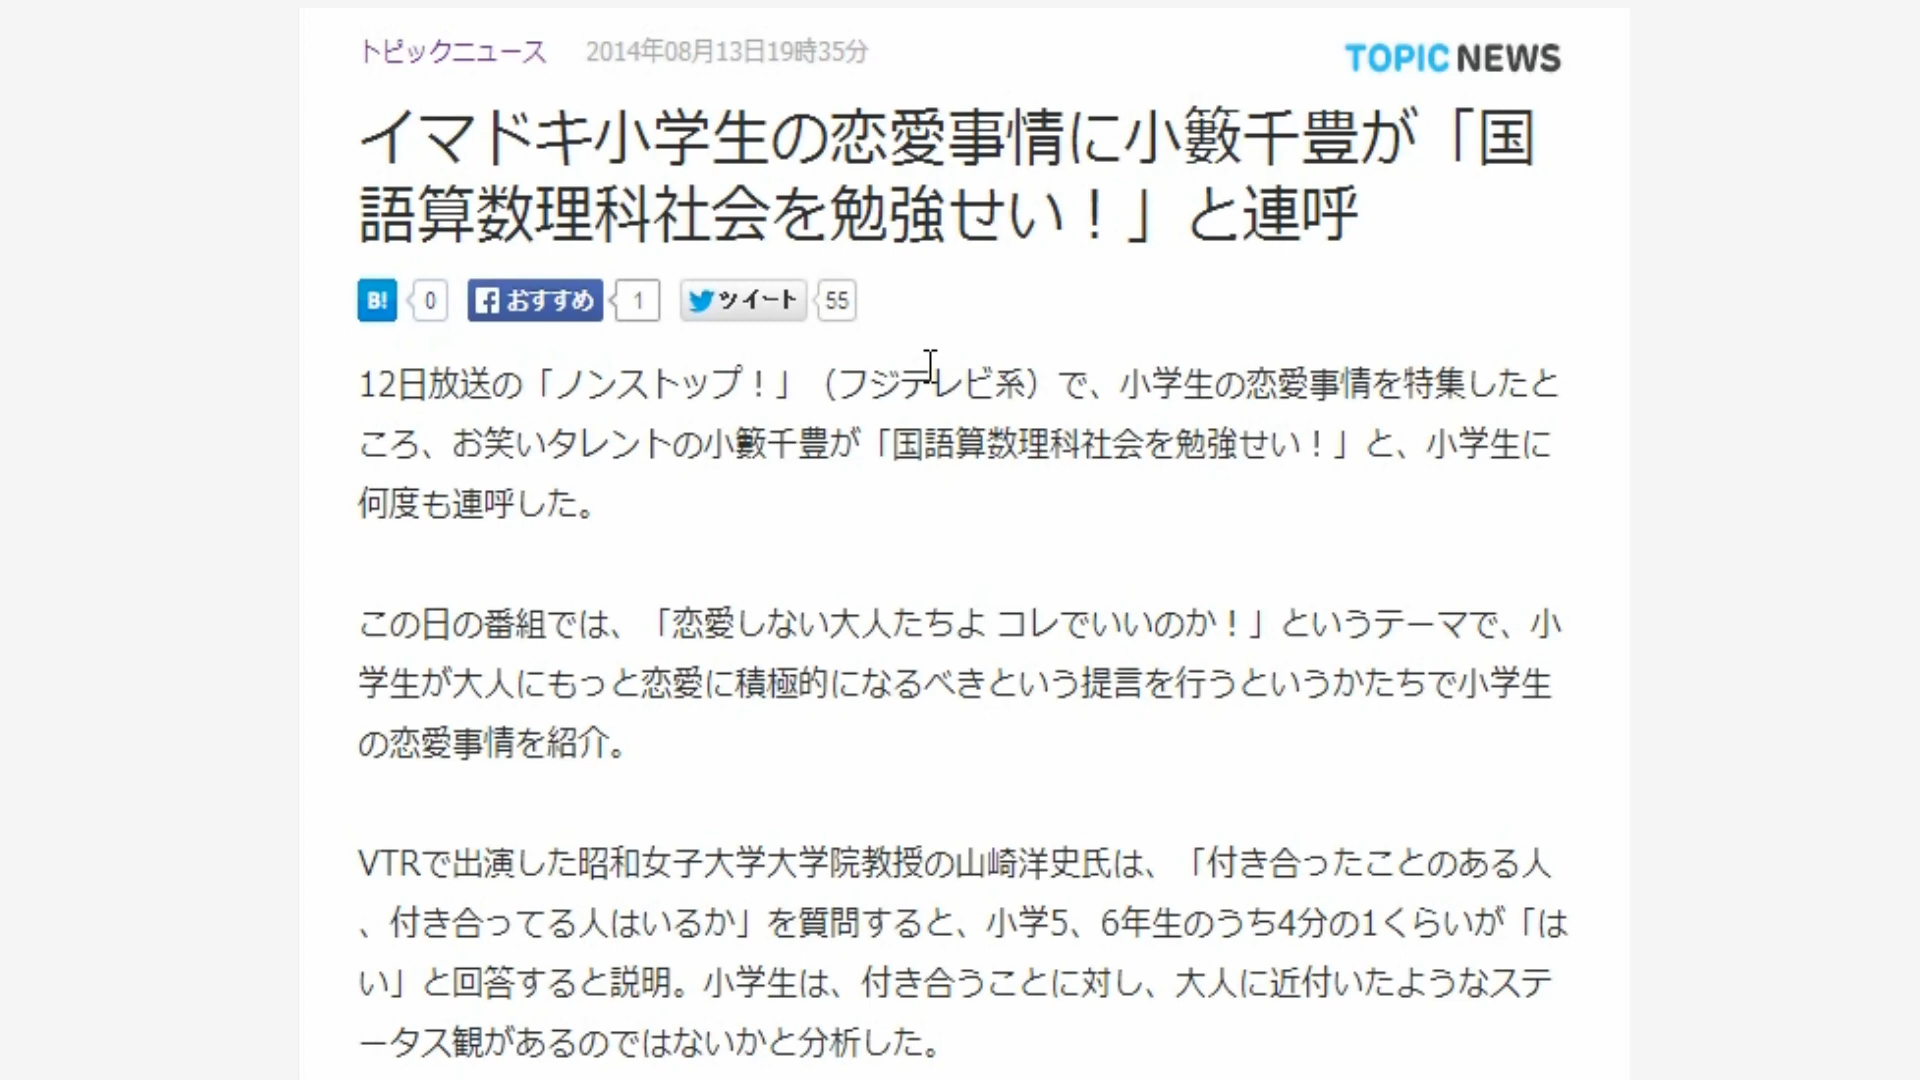 トピックニュース 2014年08月13日19時35分 TOPIC NEWS
イマドキ小学生の恋愛事情に小籔千豊が「国
語算数理科社会を勉強せい！」と連呼
B! 0 おすすめ 1 ツイート 55
12日放送の「ノンストップ！」（フジテレビ系）で、小学生の恋愛事情を特集したと
ころ、お笑いタレントの小籔千豊が「国語算数理科社会を勉強せい！」と、小学生に
何度も連呼した。
この日の番組では、「恋愛しない大人たちよ コレでいいのか！」というテーマで、小
学生が大人にもっと恋愛に積極的になるべきという提言を行うというかたちで小学生
の恋愛事情を紹介。
VTRで出演した昭和女子大学大学院教授の山崎洋史氏は、「付き合ったことのある人
、付き合ってる人はいるか」を質問すると、小学5、6年生のうち4分の1くらいが「は
い」と回答すると説明。小学生は、付き合うことに対し、大人に近付いたようなステ
ータス観があるのではないかと分析した。